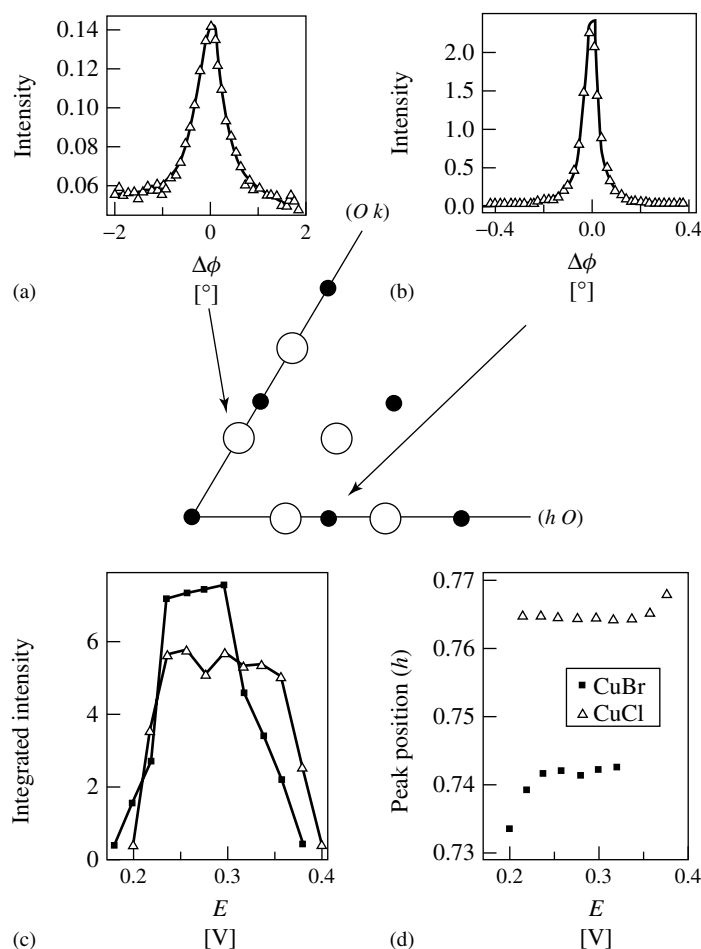 Intensity
0.14
0.12
0.10
0.08
0.06
−2
0
2
Δϕ
[°]
(a)
Intensity
2.0
1.5
1.0
0.5
0.0
−0.4
0.0
0.4
Δϕ
[°]
(b)
(O k)
(h O)
Integrated intensity
6
4
2
0
0.2
0.3
0.4
E
[V]
(c)
Peak position (h)
0.77
0.76
0.75
0.74
0.73
CuBr
CuCl
0.2
0.3
0.4
E
[V]
(d)